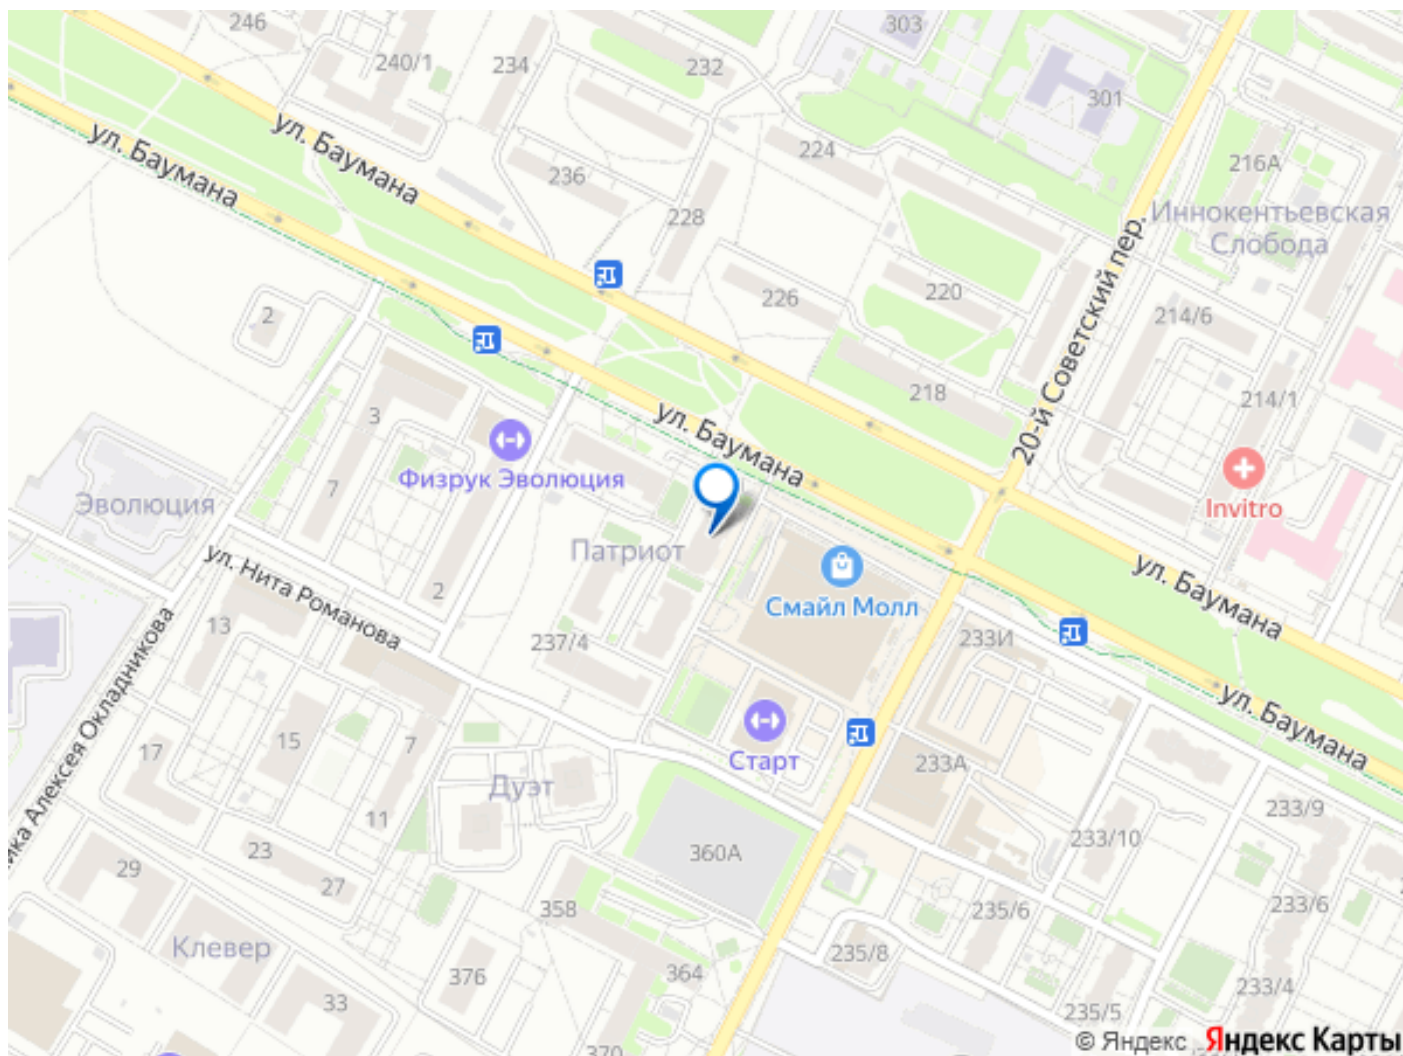 246
240/1
234
232
303
301
ул. Баумана
ул. Баумана
236
224
216А
228
Иннокентьевская
Слобода
20-й Советский пер.
226
220
214/6
2
3
218
214/1
ул. Баумана
Физрук Эволюция
7
Invitro
Эволюция
Патриот
ул. Нита Романова
2
Смайл Молл
ул. Баумана
13
237/4
233И
ул. Баумана
17
15
7
Старт
233А
Дуэт
11
233/9
ика Алексея Окладникова
23
360А
233/10
29
27
358
235/6
233/6
Клевер
376
364
235/8
33
233/4
235/5
370
© Яндекс Яндекс Карты